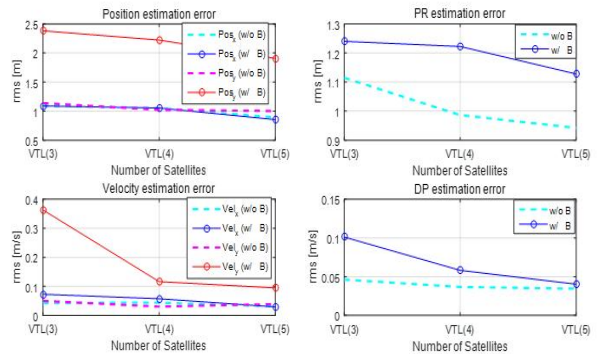 Position estimation error
2.5
2
1.5
1
0.5
rms [m]
Pos_x (w/o B)
Pos_x (w/ B)
Pos_y (w/o B)
Pos_y (w/ B)
VTL(3) VTL(4) VTL(5)
Number of Satellites
PR estimation error
1.3
1.2
1.1
1
0.9
rms [m]
w/o B
w/ B
VTL(3) VTL(4) VTL(5)
Number of Satellites
Velocity estimation error
0.4
0.3
0.2
0.1
0
rms [m/s]
Vel_x (w/o B)
Vel_x (w/ B)
Vel_y (w/o B)
Vel_y (w/ B)
VTL(3) VTL(4) VTL(5)
Number of Satellites
DP estimation error
0.15
0.1
0.05
0
rms [m/s]
w/o B
w/ B
VTL(3) VTL(4) VTL(5)
Number of Satellites